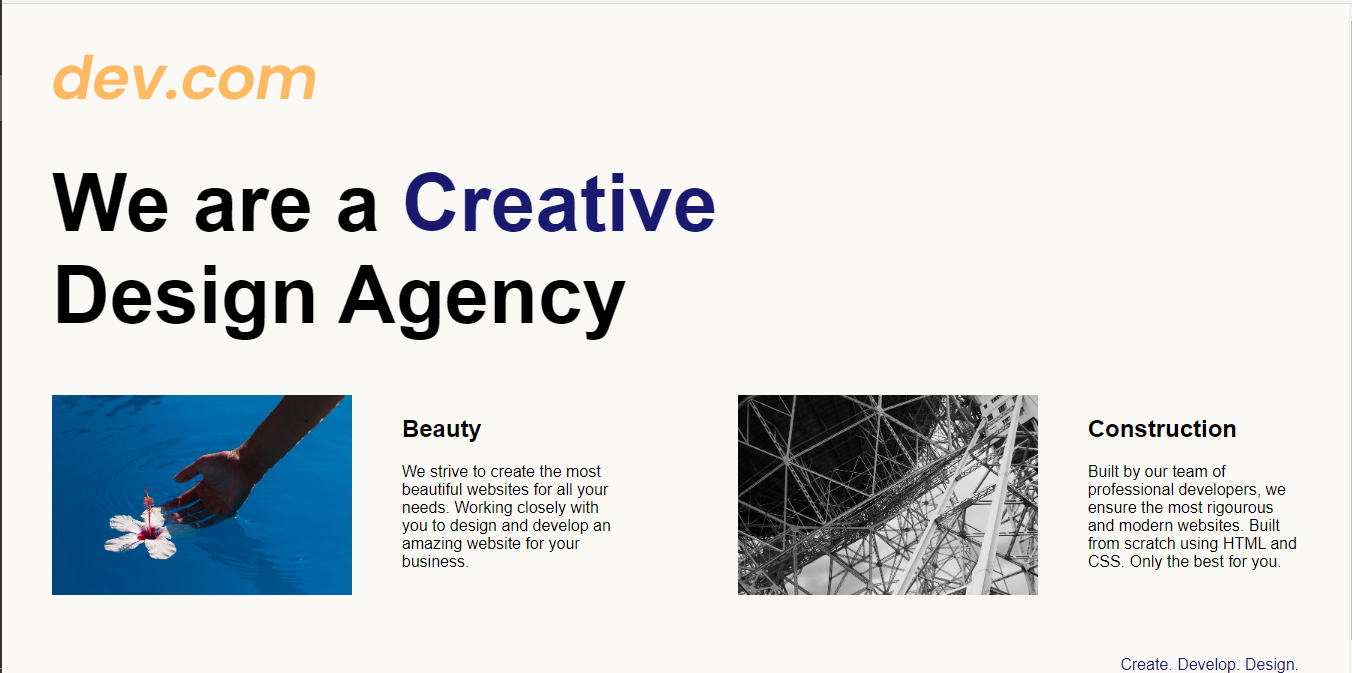 dev.com
We are a Creative
Design Agency
Beauty
We strive to create the most
beautiful websites for all your
needs. Working closely with
you to design and develop an
amazing website for your
business.
Construction
Built by our team of
professional developers, we
ensure the most rigourous
and modern websites. Built
from scratch using HTML and
CSS. Only the best for you.
Create. Develop. Design.